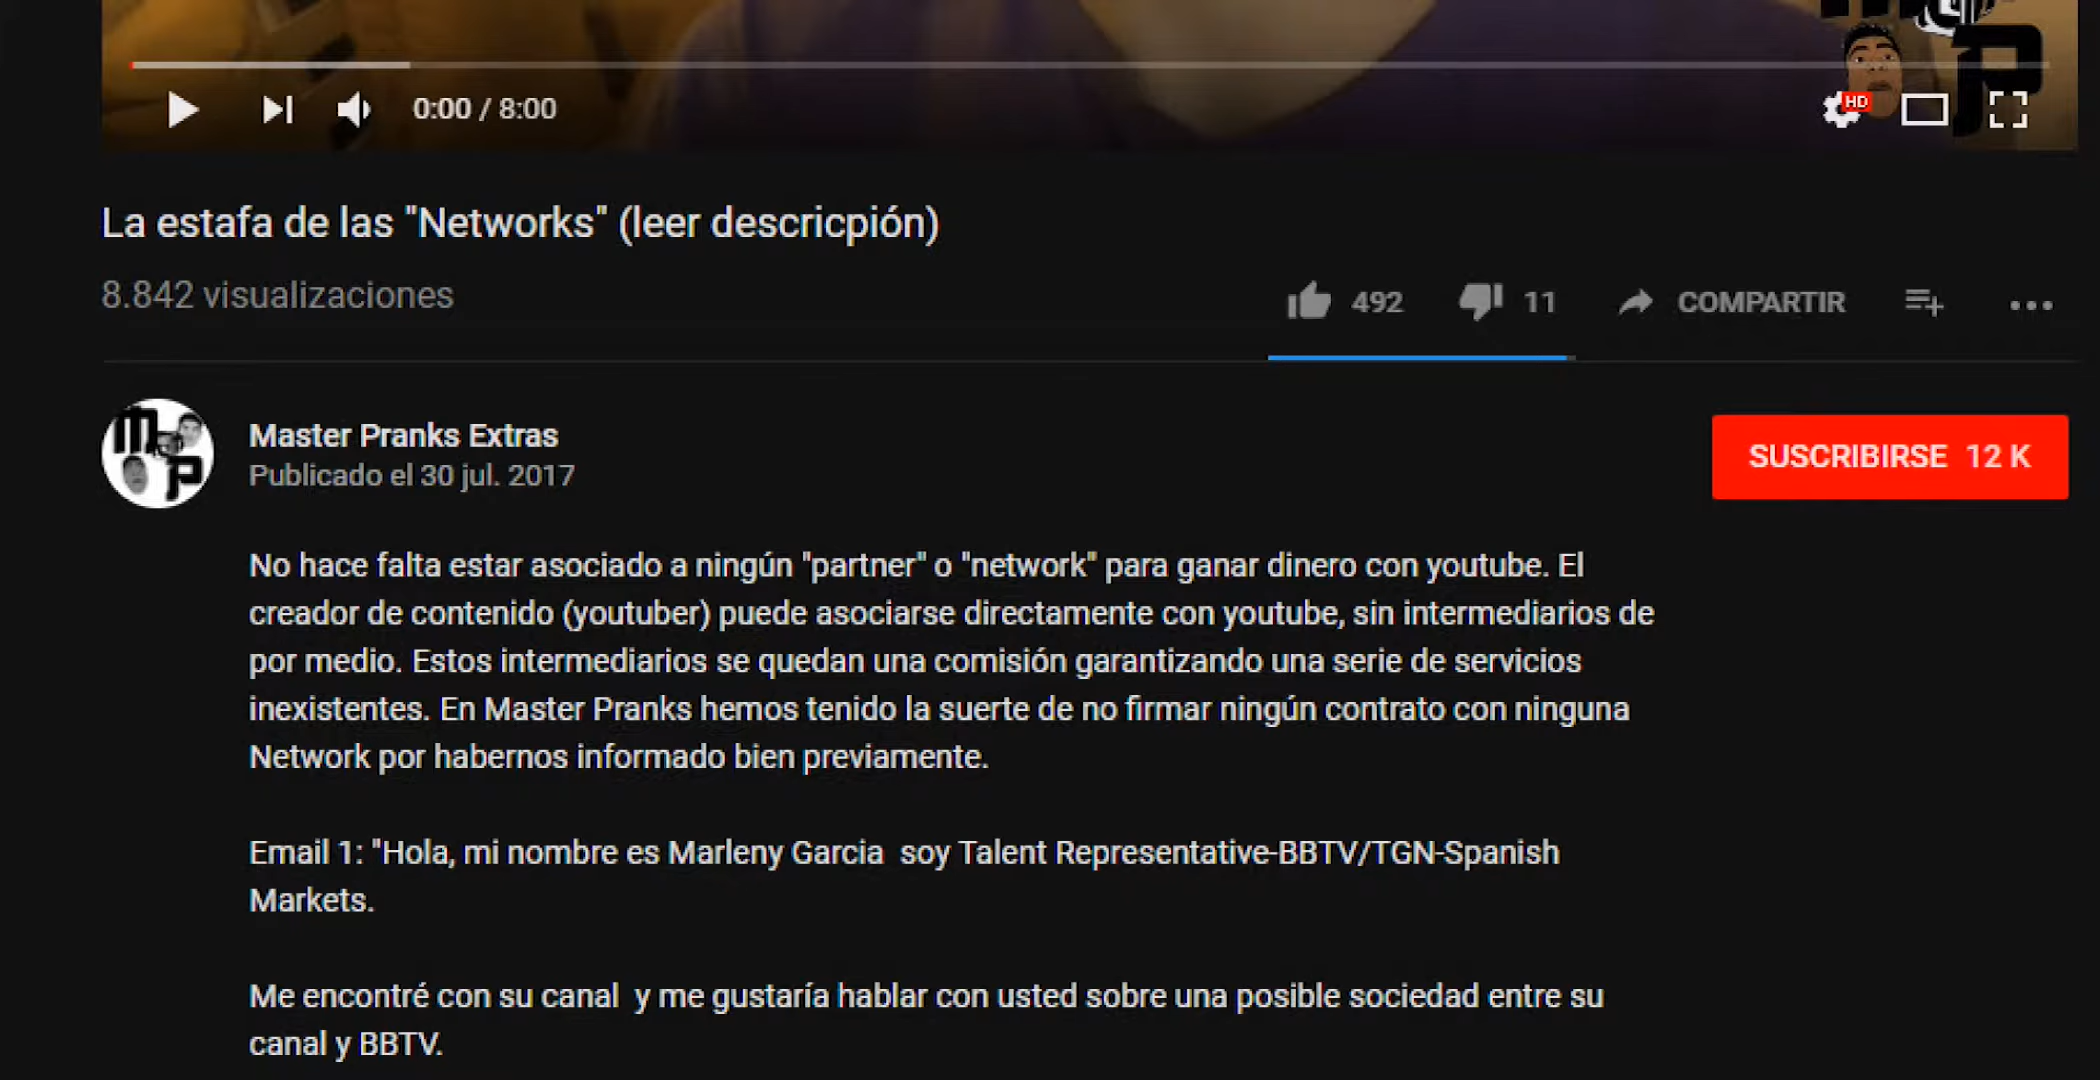 0:00 / 8:00
HD
La estafa de las "Networks" (leer descricpión)
8.842 visualizaciones
492
11
COMPARTIR
M
P
Master Pranks Extras
Publicado el 30 jul. 2017
SUSCRIBIRSE 12 K
No hace falta estar asociado a ningún "partner" o "network" para ganar dinero con youtube. El
creador de contenido (youtuber) puede asociarse directamente con youtube, sin intermediarios de
por medio. Estos intermediarios se quedan una comisión garantizando una serie de servicios
inexistentes. En Master Pranks hemos tenido la suerte de no firmar ningún contrato con ninguna
Network por habernos informado bien previamente.
Email 1: "Hola, mi nombre es Marleny Garcia  soy Talent Representative-BBTV/TGN-Spanish
Markets.
Me encontré con su canal  y me gustaría hablar con usted sobre una posible sociedad entre su
canal y BBTV.